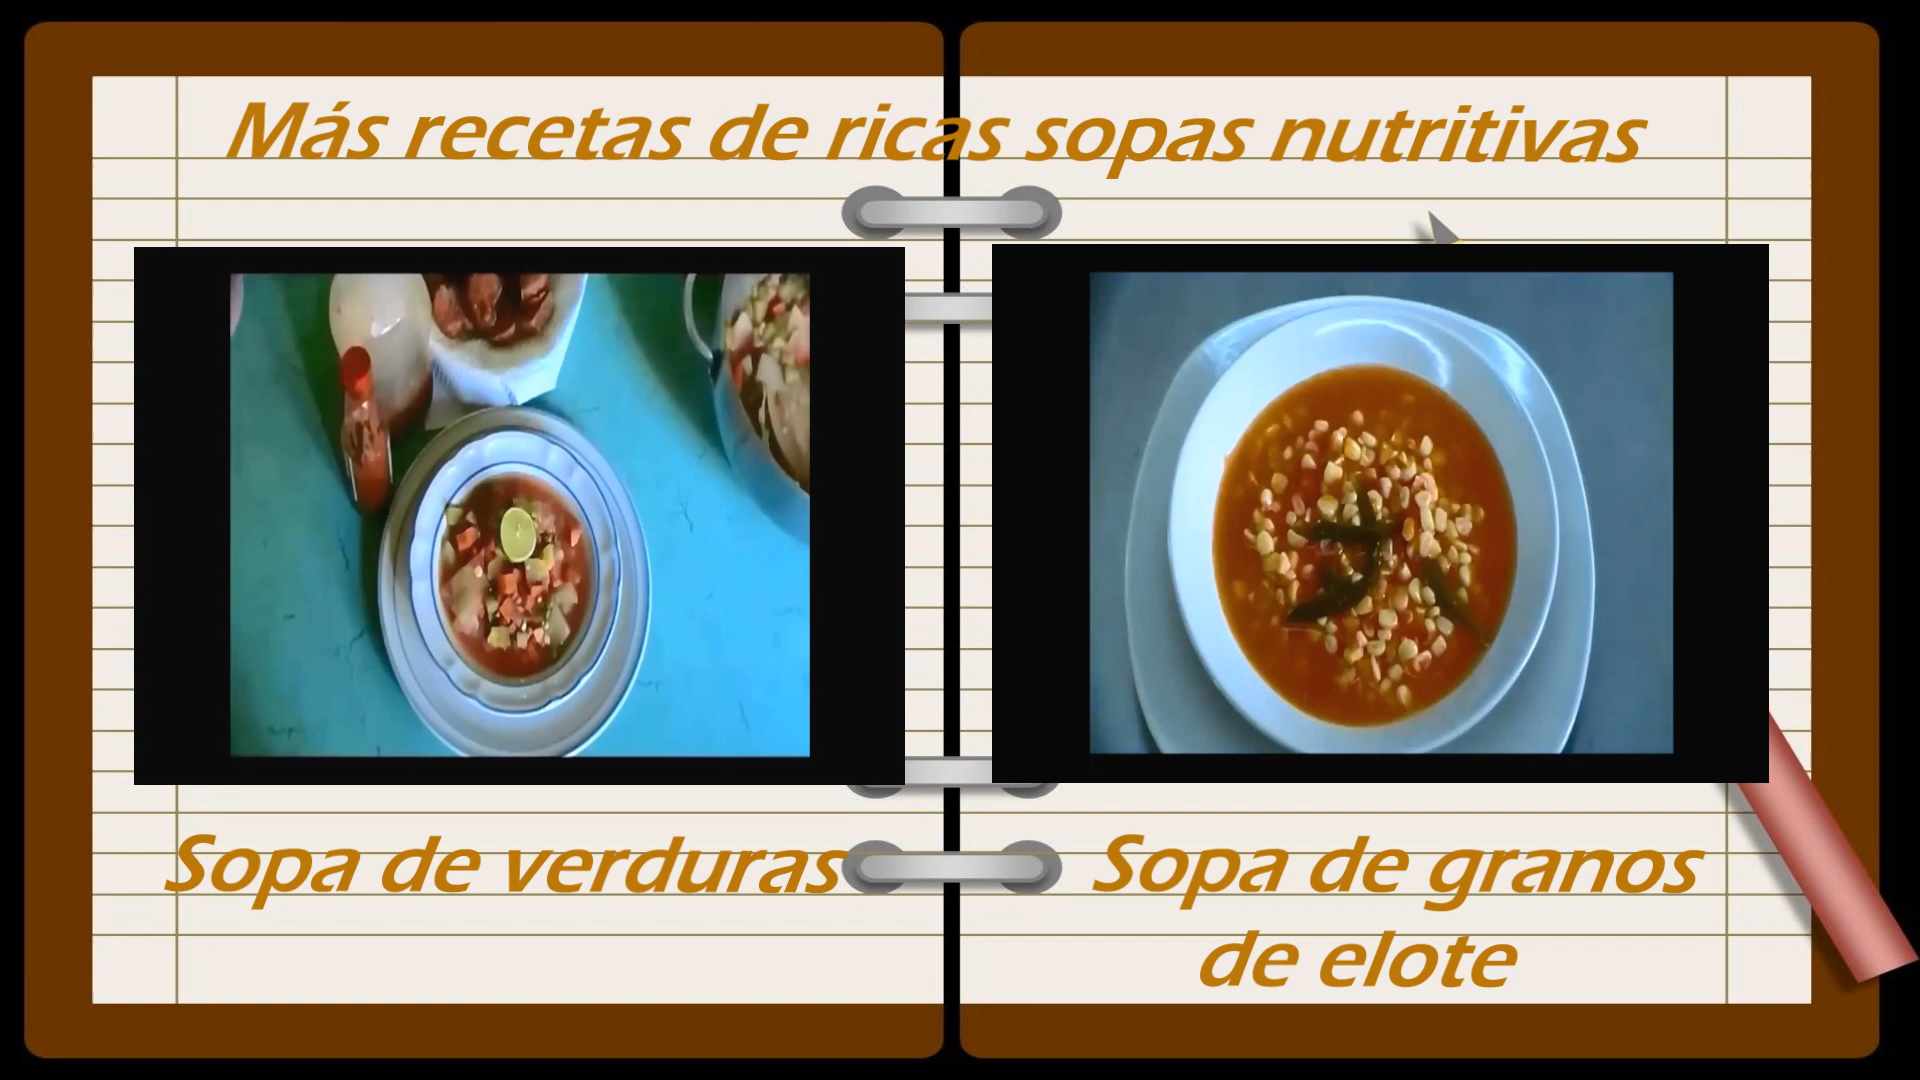 Más recetas de ricas sopas nutritivas
Sopa de verduras
Sopa de granos
de elote